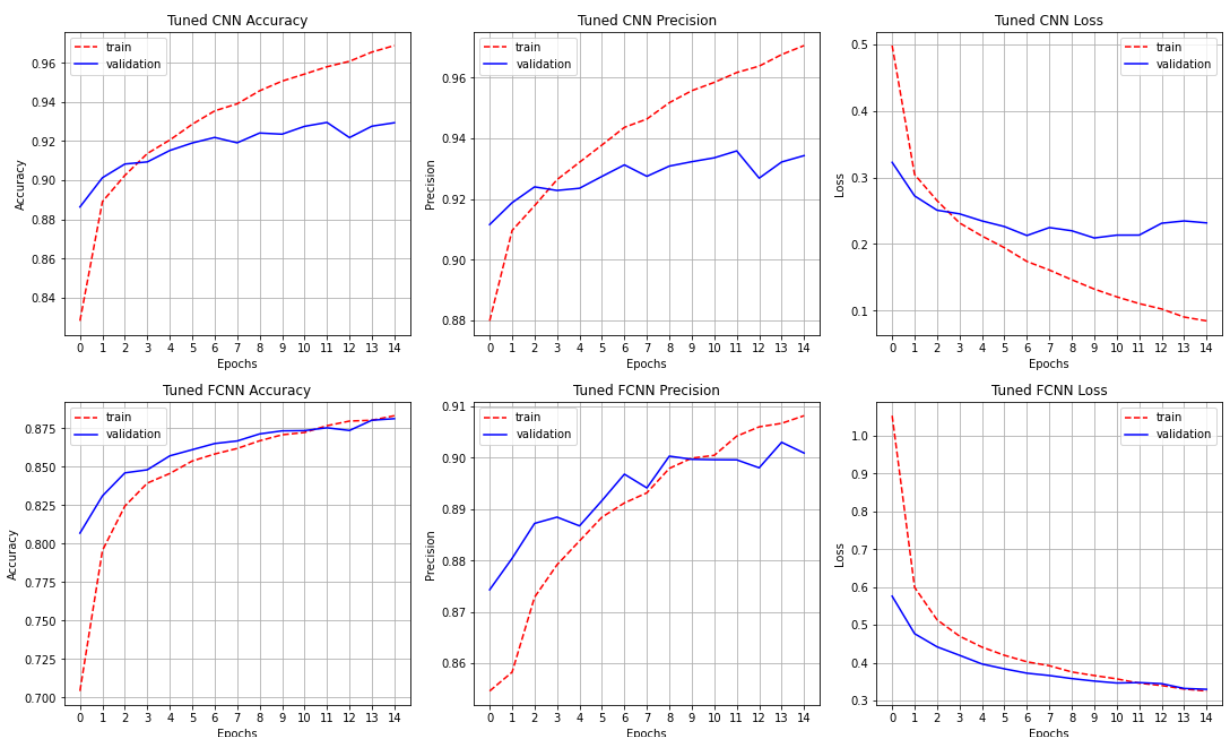 Tuned CNN Accuracy
train
validation
0.96
0.94
0.92
0.90
0.88
0.86
0.84
Accuracy
0 1 2 3 4 5 6 7 8 9 10 11 12 13 14
Epochs
Tuned CNN Precision
train
validation
0.96
0.94
0.92
0.90
0.88
Precision
0 1 2 3 4 5 6 7 8 9 10 11 12 13 14
Epochs
Tuned CNN Loss
train
validation
0.5
0.4
0.3
0.2
0.1
Loss
0 1 2 3 4 5 6 7 8 9 10 11 12 13 14
Epochs
Tuned FCNN Accuracy
train
validation
0.875
0.850
0.825
0.800
0.775
0.750
0.725
0.700
Accuracy
0 1 2 3 4 5 6 7 8 9 10 11 12 13 14
Epochs
Tuned FCNN Precision
train
validation
0.91
0.90
0.89
0.88
0.87
0.86
Precision
0 1 2 3 4 5 6 7 8 9 10 11 12 13 14
Epochs
Tuned FCNN Loss
train
validation
1.0
0.9
0.8
0.7
0.6
0.5
0.4
0.3
Loss
0 1 2 3 4 5 6 7 8 9 10 11 12 13 14
Epochs